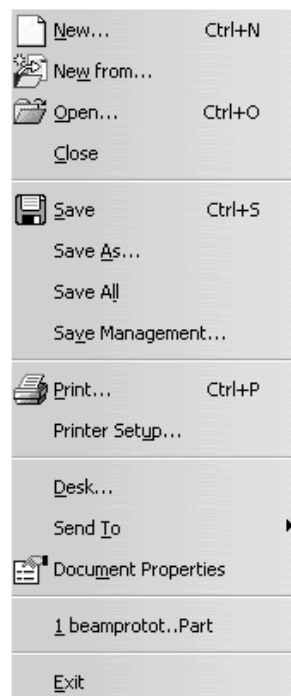 New... Ctrl+N
New from...
Open... Ctrl+O
Close
Save Ctrl+S
Save As...
Save All
Save Management...
Print... Ctrl+P
Printer Setup...
Desk...
Send To
Document Properties
1 beamprotot..Part
Exit